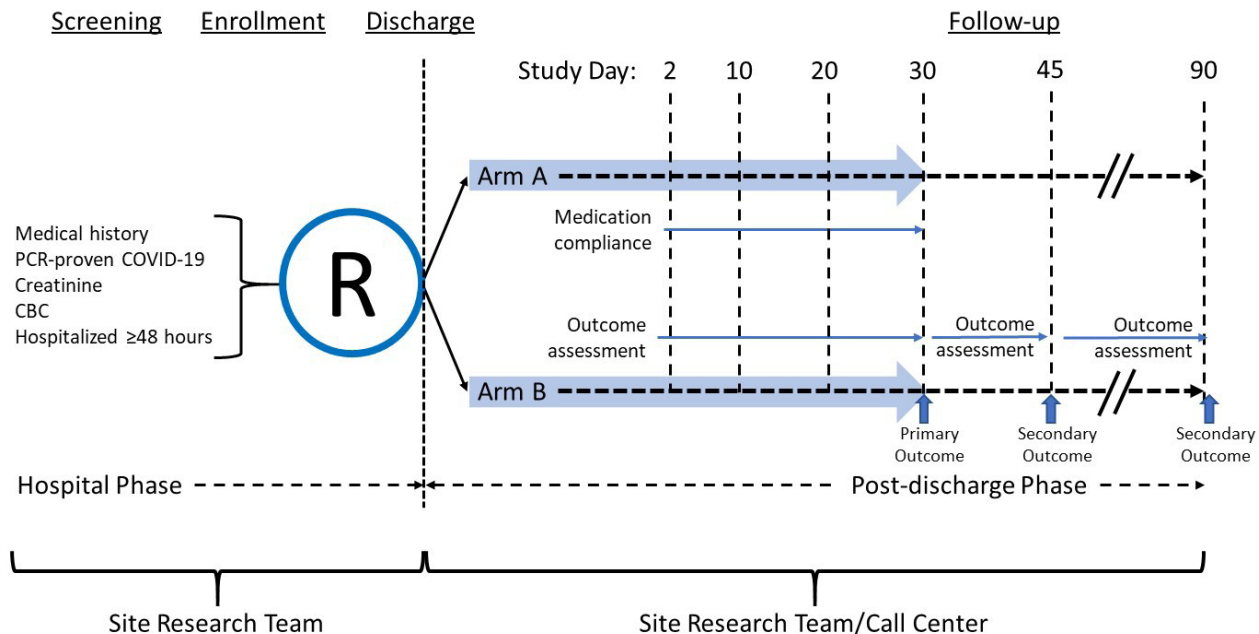 Screening Enrollment Discharge Follow-up
Study Day: 2 10 20 30 45 90
Arm A
Medication
compliance
Medical history
PCR-proven COVID-19
Creatinine
CBC
Hospitalized ≥48 hours
R
Outcome
assessment
Outcome
assessment
Outcome
assessment
Arm B
Primary
Outcome
Secondary
Outcome
Secondary
Outcome
Hospital Phase
Post-discharge Phase
Site Research Team
Site Research Team/Call Center